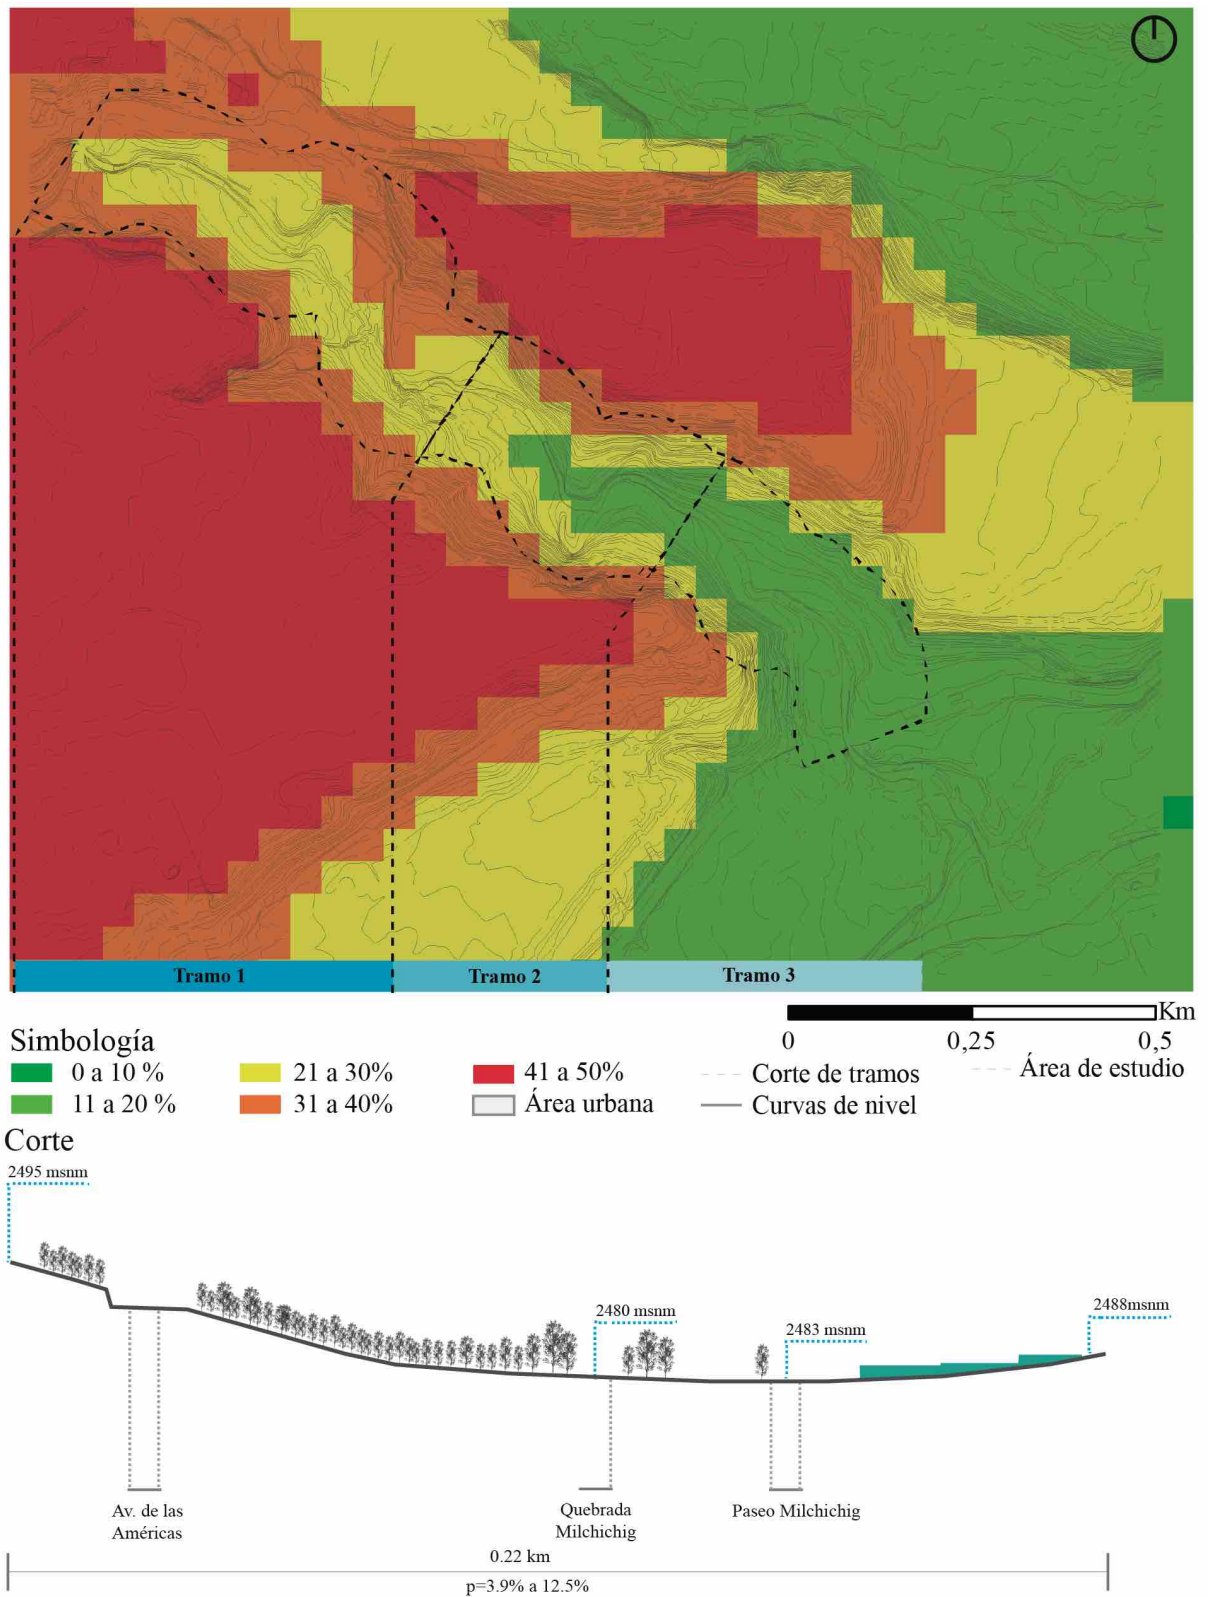 Tramo 1
Tramo 2
Tramo 3
Km
0
0,25
0,5
Simbología
0 a 10 %
11 a 20 %
21 a 30%
31 a 40%
41 a 50%
Área urbana
Corte de tramos
Curvas de nivel
Área de estudio
Corte
2495 msnm
2480 msnm
2483 msnm
2488msnm
Av. de las
Américas
Quebrada
Milchichig
Paseo Milchichig
0.22 km
p=3.9% a 12.5%